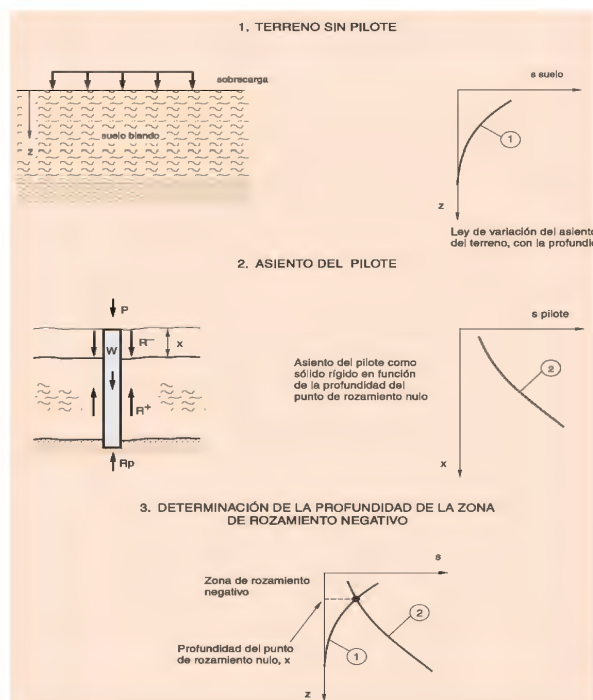 1. TERRENO SIN PILOTE
sobrecarga
suelo blando
z
s suelo
1
z
Ley de variación del asiento
del terreno, con la
2. ASIENTO DEL PILOTE
P
W
R−
x
R+
Rp
Asiento del pilote como
sólido rígido en función
de la profundidad del
punto de rozamiento nulo
s pilote
2
x
3. DETERMINACIÓN DE LA PROFUNDIDAD DE LA ZONA
DE ROZAMIENTO NEGATIVO
s
Zona de rozamiento
negativo
2
Profundidad del punto
de rozamiento nulo, x
1
z